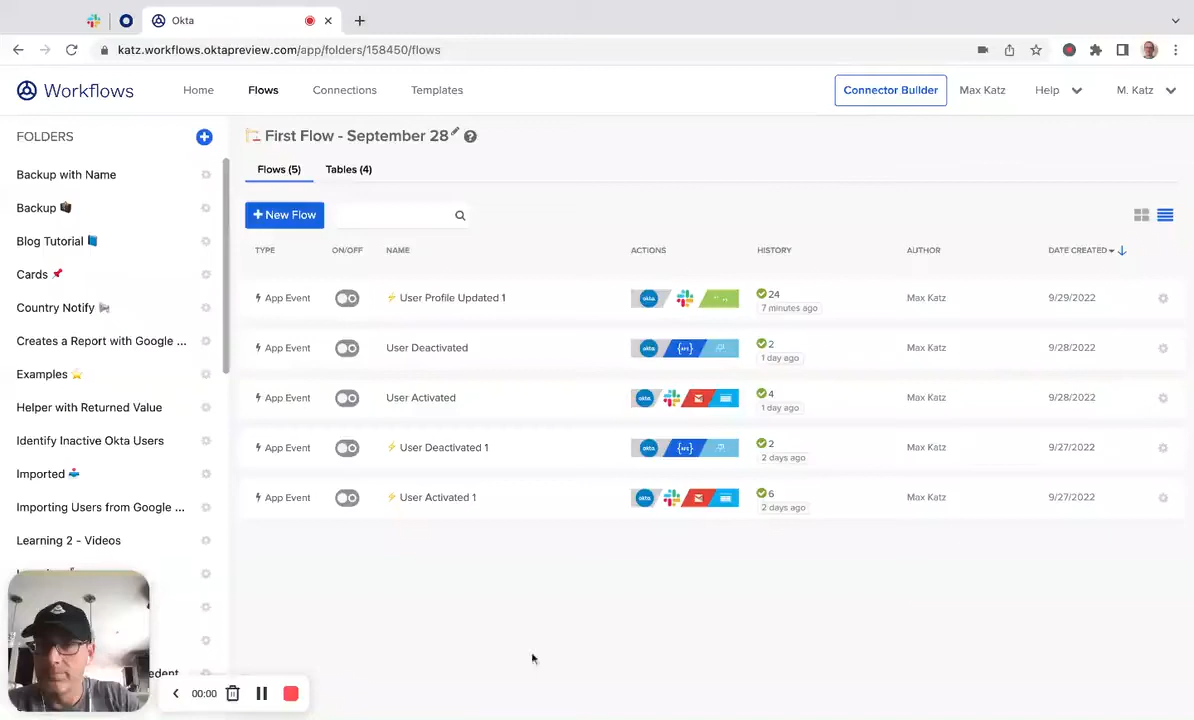 Okta
katz.workflows.oktapreview.com/app/folders/158450/flows
Workflows
Home
Flows
Connections
Templates
Connector Builder
Max Katz
Help
M. Katz
FOLDERS
Backup with Name
Backup
Blog Tutorial
Cards
Country Notify
Creates a Report with Google ...
Examples
Helper with Returned Value
Identify Inactive Okta Users
Imported
Importing Users from Google ...
Learning 2 - Videos
First Flow - September 28
Flows (5)
Tables (4)
+ New Flow
TYPE ON/OFF NAME ACTIONS HISTORY AUTHOR DATE CREATED
App Event User Profile Updated 1 okta 24 Max Katz 9/29/2022
7 minutes ago
App Event User Deactivated okta {API} 2 Max Katz 9/28/2022
1 day ago
App Event User Activated okta 4 Max Katz 9/28/2022
1 day ago
App Event User Deactivated 1 okta {API} 2 Max Katz 9/27/2022
2 days ago
App Event User Activated 1 okta 6 Max Katz 9/27/2022
2 days ago
00:00